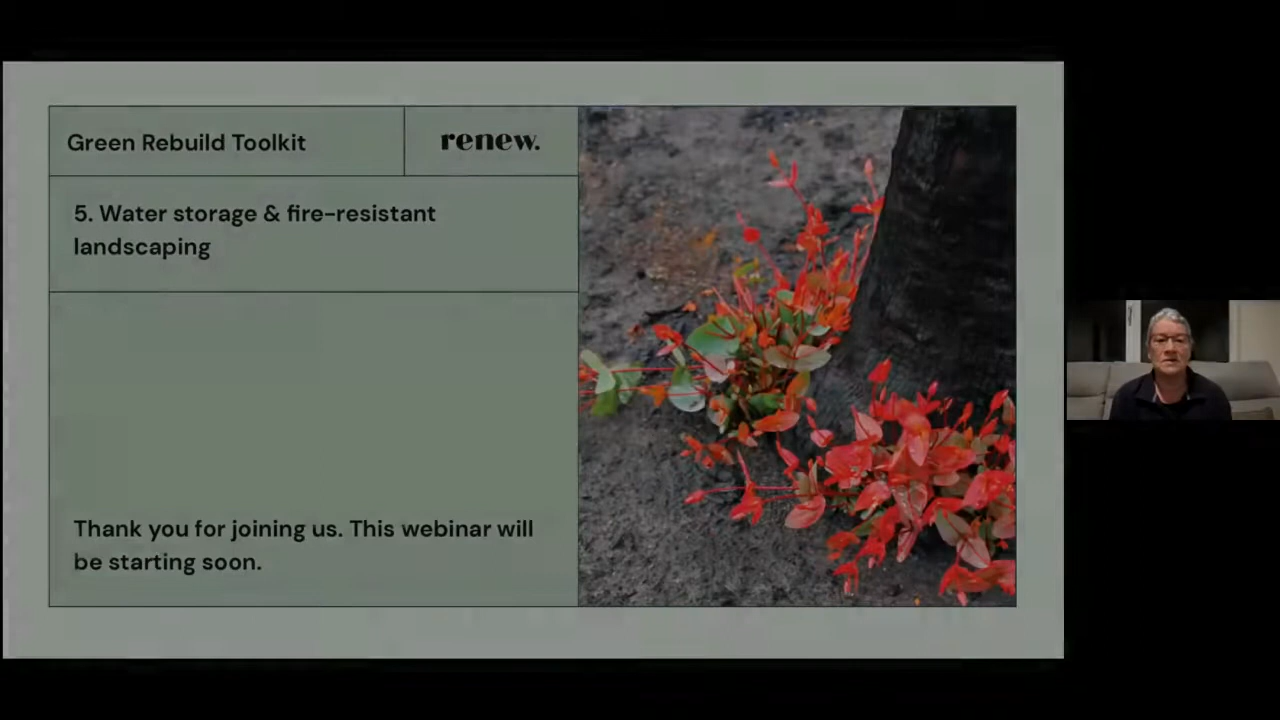 Green Rebuild Toolkit
renew.
5. Water storage & fire-resistant
landscaping
Thank you for joining us. This webinar will
be starting soon.